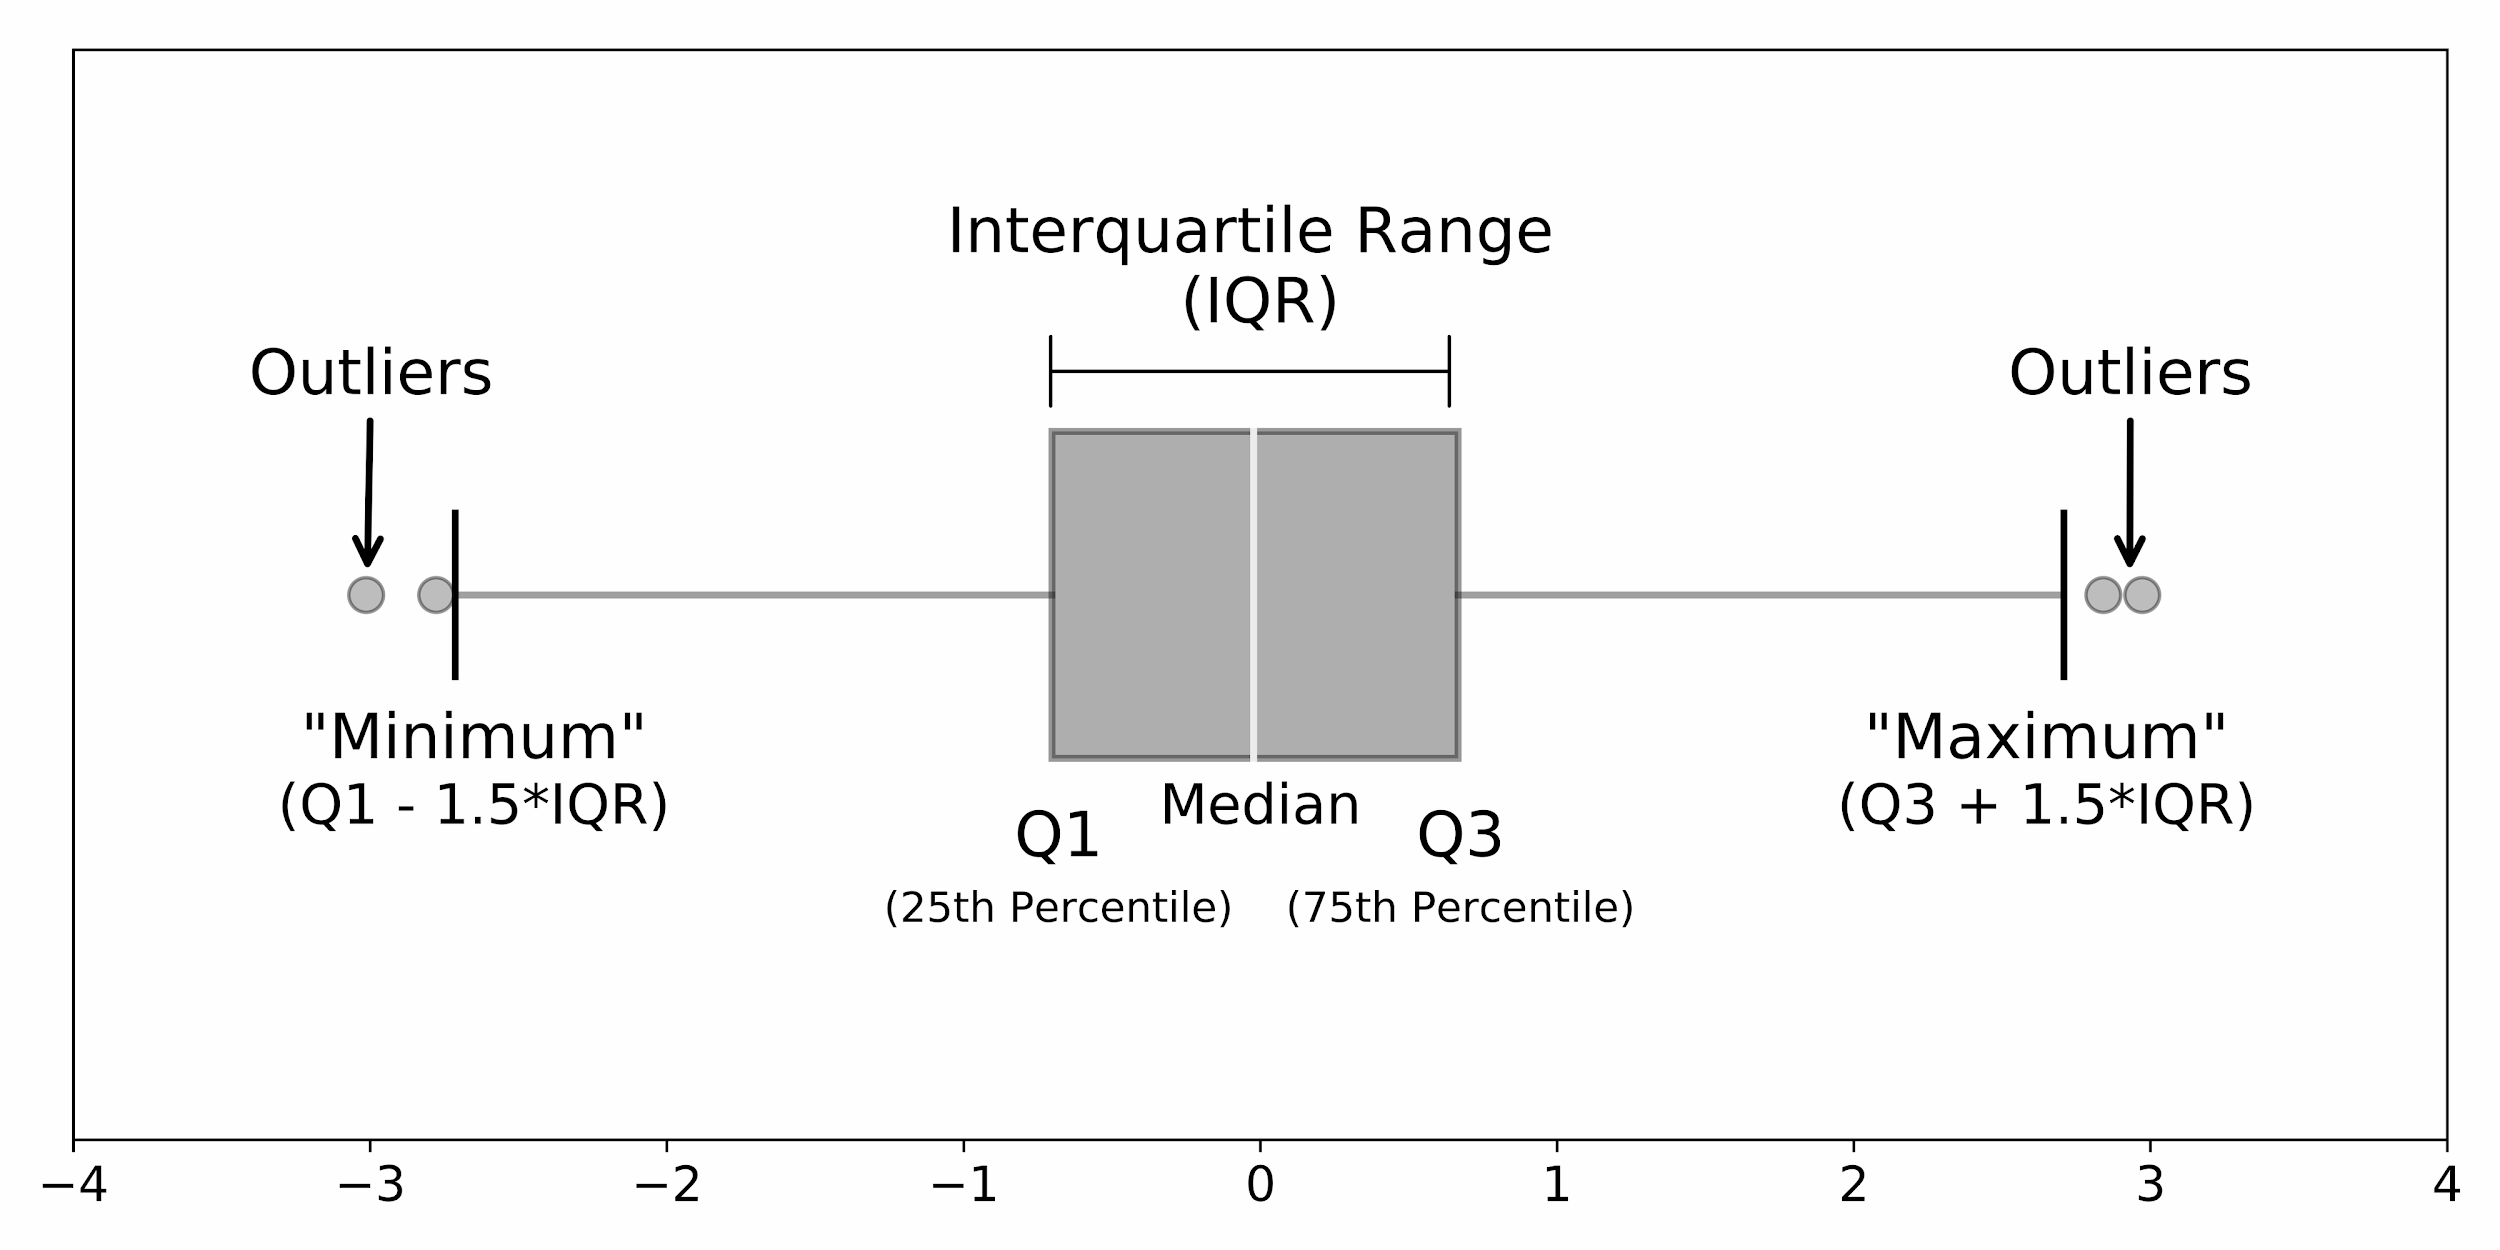 Interquartile Range
(IQR)
Outliers
Outliers
"Minimum"
(Q1 - 1.5*IQR)
Median
"Maximum"
(Q3 + 1.5*IQR)
Q1
Q3
(25th Percentile)
(75th Percentile)
−4 −3 −2 −1 0 1 2 3 4